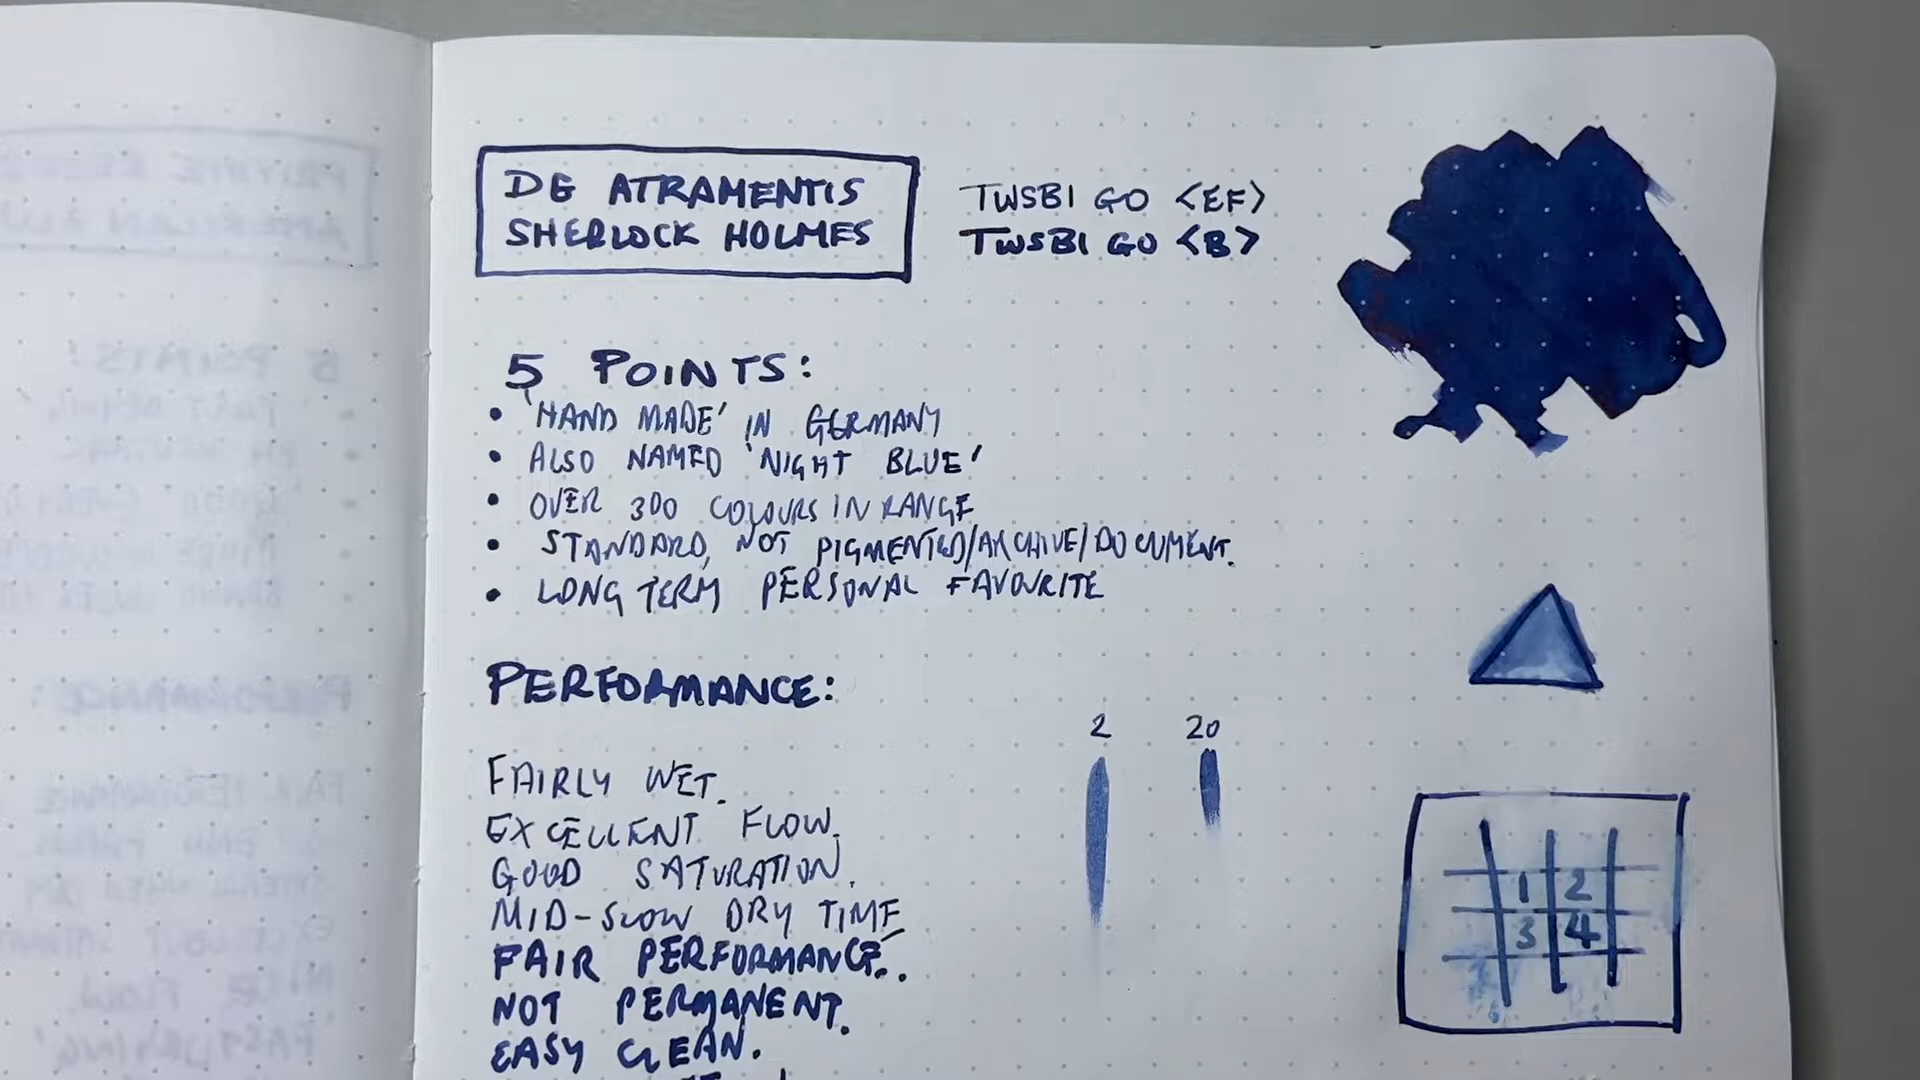 DE ATRAMENTIS
SHERLOCK HOLMES
TWSBI GO <EF>
TWSBI GO <B>
5 POINTS:
• 'HAND MADE' IN GERMANY
• ALSO NAMED 'NIGHT BLUE'
• OVER 300 COLOURS IN RANGE
• STANDARD, NOT PIGMENTED/ARCHIVE/DOCUMENT.
• LONG TERM PERSONAL FAVOURITE
PERFORMANCE:
2 20
FAIRLY WET.
EXCELLENT FLOW.
GOOD SATURATION.
MID-SLOW DRY TIME
FAIR PERFORMANCE..
NOT PERMANENT.
EASY CLEAN.
1 2
3 4